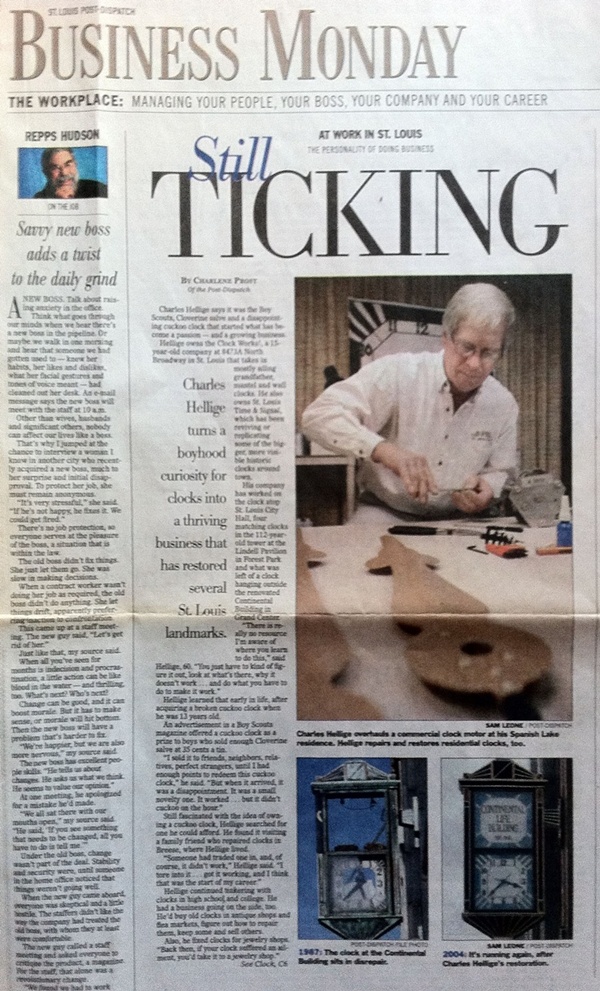 ST. LOUIS POST-DISPATCH
BUSINESS MONDAY
THE WORKPLACE: MANAGING YOUR PEOPLE, YOUR BOSS, YOUR COMPANY AND YOUR CAREER
REPPS HUDSON
ON THE JOB
Savvy new boss
adds a twist
to the daily grind
A NEW BOSS. Talk about rais-
ing anxiety in the office.
Think what goes through
our minds when we hear there's
a new boss in the pipeline. Or
maybe we walk in one morning
and hear that someone we had
gotten used to — knew her
habits, her likes and dislikes,
what her facial gestures and
tones of voice meant — had
cleaned out her desk. An e-mail
message says the new boss will
meet with the staff at 10 a.m.
Other than wives, husbands
and significant others, nobody
can affect our lives like a boss.
That's why I jumped at the
chance to interview a woman I
know in another city who recent-
ly acquired a new boss, much to
her surprise and initial disap-
proval. To protect her job, she
must remain anonymous.
"It's very stressful," she said.
"If he's not happy, he fixes it. We
could get fired."
There's no job protection, so
everyone serves at the pleasure
of the boss, a situation that is
within the law.
The old boss didn't fix things.
She just let them go. She was
slow in making decisions.
When a contract worker wasn't
doing her job as required, the old
boss didn't do anything. She let
things drift, apparently prefer-
ring inaction to confrontation.
This came up at a staff meet-
ing. The new guy said, "Let's get
rid of her."
Just like that, my source said.
When all you've seen for
months is indecision and procras-
tination, a little action can be like
blood in the water — and thrilling,
too. What's next? Who's next?
Change can be good, and it can
boost morale. But it has to make
sense, or morale will hit bottom.
Then the new boss will have a
problem that's harder to fix.
"We're happier, but we are also
more nervous," my source said.
The new boss has excellent peo-
ple skills. "He tells us about
changes. He asks us what we think.
He seems to value our opinion."
At one meeting, he apologized
for a mistake he'd made.
"We all sat there with our
mouths open," my source said.
"He said, 'If you see something
that needs to be changed, all you
have to do is tell me.'"
Under the old boss, change
wasn't part of the deal. Stability
and security were, until someone
in the home office noticed that
things weren't going well.
When the new guy came aboard,
everyone was skeptical and a little
hostile. The staffers didn't like the
way the company had treated the
old boss, with whom they at least
were comfortable.
The new guy called a staff
meeting and asked everyone to
critique the product, a magazine.
For the staff, that alone was a
revolutionary change.
"We found we had to work
AT WORK IN ST. LOUIS
THE PERSONALITY OF DOING BUSINESS
Still
TICKING
BY CHARLENE PROST
Of the Post-Dispatch
Charles Hellige says it was the Boy
Scouts, Cloverine salve and a disappoint-
ing cuckoo clock that started what has be-
come a passion — and a growing business.
Hellige owns the Clock Works!, a 15-
year-old company at 8473A North
Broadway in St. Louis that takes in
mostly ailing
grandfather,
mantel and wall
clocks. He also
owns St. Louis
Time & Signal,
which has been
reviving or
replicating
some of the big-
ger, more visi-
ble historic
clocks around
town.
His company
has worked on
the clock atop
St. Louis City
Hall, four
matching clocks
in the 112-year-
old tower at the
Lindell Pavilion
in Forest Park
and what was
left of a clock
hanging outside
the renovated
Continental
Building in
Grand Center.
"There is re-
ally no resource
I'm aware of
where you learn
to do this," said
Charles
Hellige
turns a
boyhood
curiosity for
clocks into
a thriving
business that
has restored
several
St. Louis
landmarks.
Hellige, 60. "You just have to kind of fig-
ure it out, look at what's there, why it
doesn't work . . . and do what you have to
do to make it work."
Hellige learned that early in life, after
acquiring a broken cuckoo clock when
he was 13 years old.
An advertisement in a Boy Scouts
magazine offered a cuckoo clock as a
prize to boys who sold enough Cloverine
salve at 25 cents a tin.
"I sold it to friends, neighbors, rela-
tives, perfect strangers, until I had
enough points to redeem this cuckoo
clock," he said. "But when it arrived, it
was a disappointment. It was a small
novelty one. It worked . . . but it didn't
cuckoo on the hour."
Still fascinated with the idea of own-
ing a cuckoo clock, Hellige searched for
one he could afford. He found it visiting
a family friend who repaired clocks in
Breese, where Hellige lived.
"Someone had traded one in, and, of
course, it didn't work," Hellige said. "I
tore into it . . . got it working, and I think
that was the start of my career."
Hellige continued tinkering with
clocks in high school and college. He
had a business going on the side, too.
He'd buy old clocks in antique shops and
flea markets, figure out how to repair
them, keep some and sell others.
Also, he fixed clocks for jewelry shops.
"Back then, if your clock suffered an ail-
ment, you'd take it to a jewelry shop."
See Clock, C6
SAM LEONE / POST-DISPATCH
Charles Hellige overhauls a commercial clock motor at his Spanish Lake
residence. Hellige repairs and restores residential clocks, too.
CONTINENTAL
LIFE
BUILDING
POST-DISPATCH FILE PHOTO
1987: The clock at the Continental
Building sits in disrepair.
SAM LEONE / POST-DISPATCH
2004: It's running again, after
Charles Hellige's restoration.